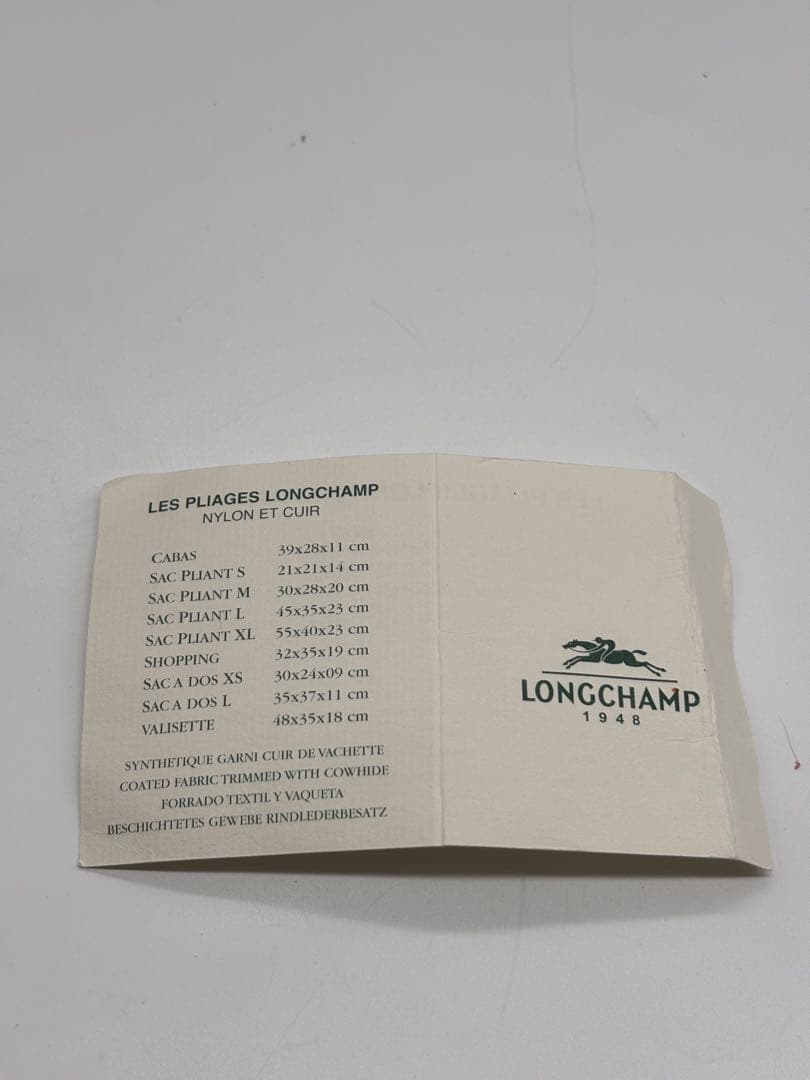 LES PLIAGES LONGCHAMP
NYLON ET CUIR
CABAS 39x28x11 cm
SAC PLIANT S 21x21x14 cm
SAC PLIANT M 30x28x20 cm
SAC PLIANT L 45x35x23 cm
SAC PLIANT XL 55x40x23 cm
SHOPPING 32x35x19 cm
SAC A DOS XS 30x24x09 cm
SAC A DOS L 35x37x11 cm
VALISETTE 48x35x18 cm
SYNTHETIQUE GARNI CUIR DE VACHETTE
COATED FABRIC TRIMMED WITH COWHIDE
FORRADO TEXTIL Y VAQUETA
BESCHICHTETES GEWEBE RINDLEDERBESATZ
LONGCHAMP
1948